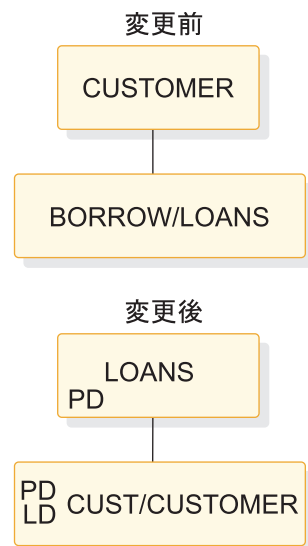 変更前
CUSTOMER
BORROW/LOANS
変更後
LOANS
PD
PD
LD
CUST/CUSTOMER